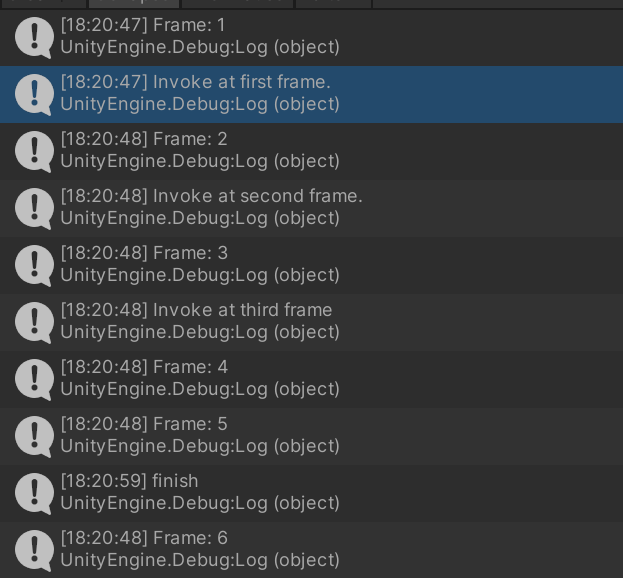 [18:20:47] Frame: 1
UnityEngine.Debug:Log (object)
[18:20:47] Invoke at first frame.
UnityEngine.Debug:Log (object)
[18:20:48] Frame: 2
UnityEngine.Debug:Log (object)
[18:20:48] Invoke at second frame.
UnityEngine.Debug:Log (object)
[18:20:48] Frame: 3
UnityEngine.Debug:Log (object)
[18:20:48] Invoke at third frame
UnityEngine.Debug:Log (object)
[18:20:48] Frame: 4
UnityEngine.Debug:Log (object)
[18:20:48] Frame: 5
UnityEngine.Debug:Log (object)
[18:20:59] finish
UnityEngine.Debug:Log (object)
[18:20:48] Frame: 6
UnityEngine.Debug:Log (object)